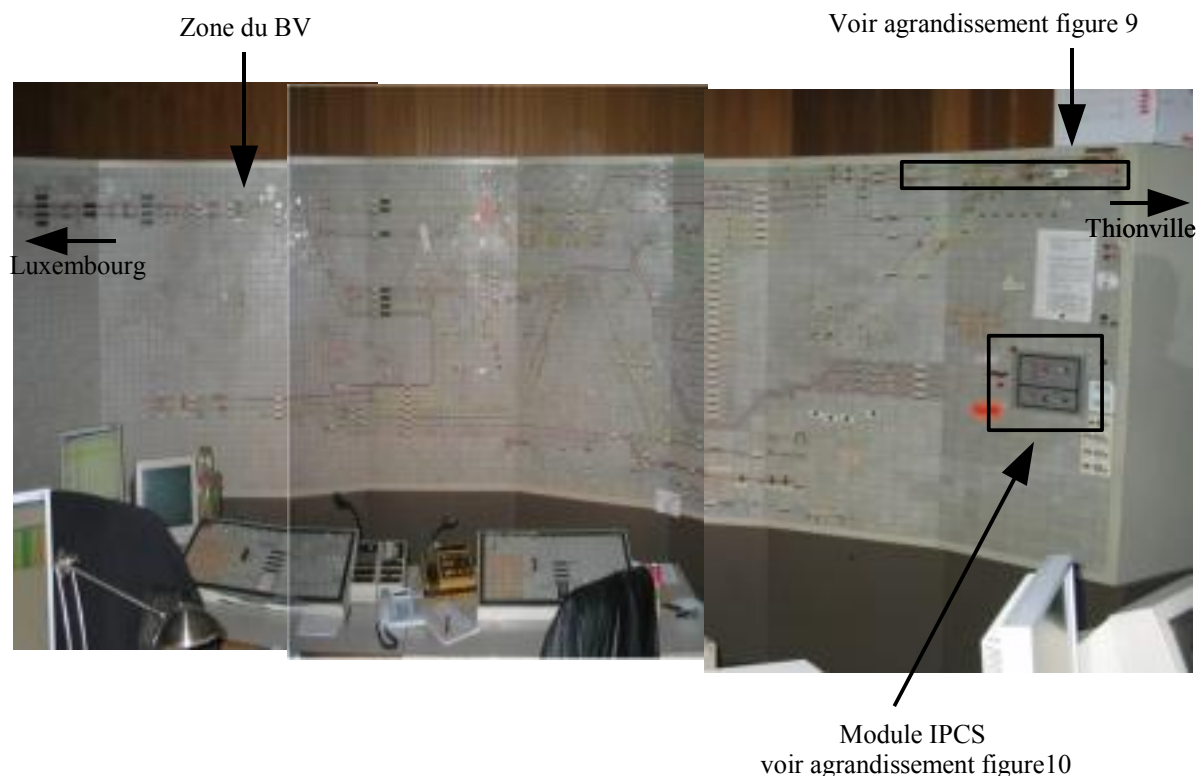 Zone du BV
Voir agrandissement figure 9
Luxembourg
Thionville
Module IPCS
voir agrandissement figure10